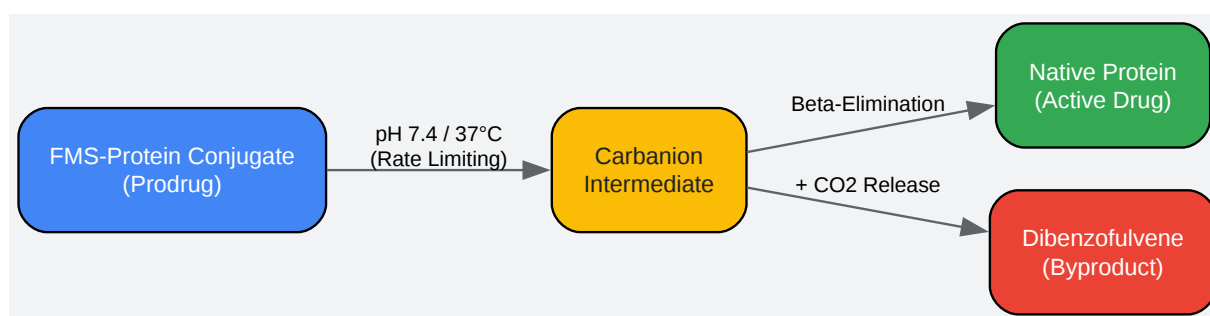 FMS-Protein Conjugate
(Prodrug)
pH 7.4 / 37°C
(Rate Limiting)
Carbanion
Intermediate
Beta-Elimination
+ CO2 Release
Native Protein
(Active Drug)
Dibenzofulvene
(Byproduct)